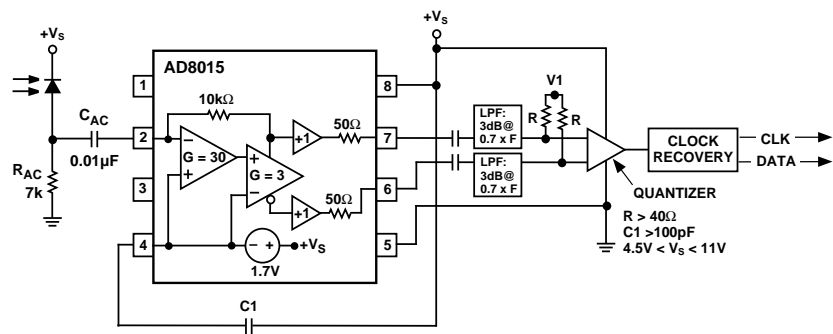 +VS
CAC
0.01µF
RAC
7k
AD8015
1
2
3
4
10kΩ
G = 30
G = 3
+1
50Ω
+1
50Ω
+VS
1.7V
8
7
6
5
C1
+VS
LPF:
3dB@
0.7 x F
LPF:
3dB@
0.7 x F
V1
R
R
QUANTIZER
R > 40Ω
C1 >100pF
4.5V < VS < 11V
CLOCK
RECOVERY
CLK
DATA